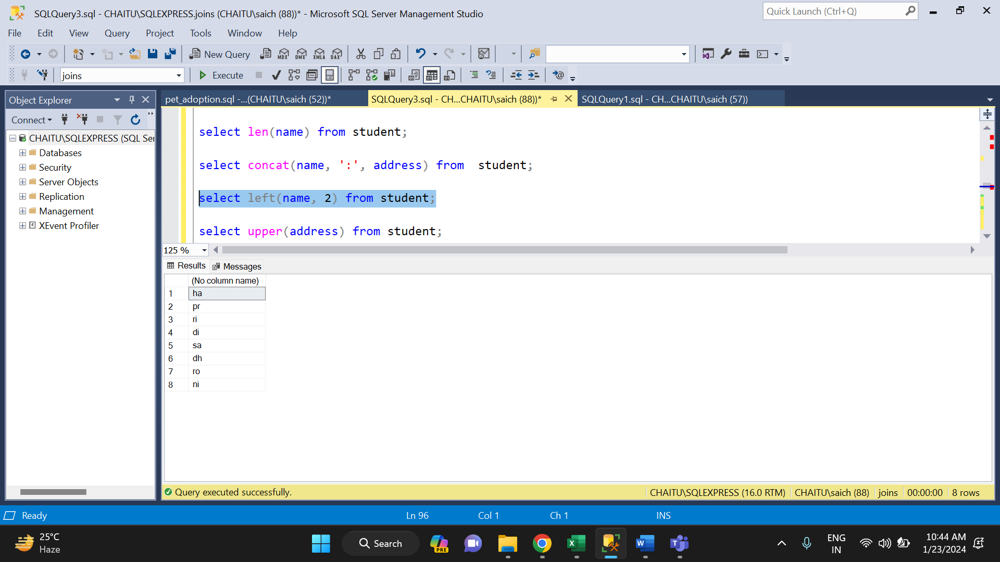 SQLQuery3.sql - CHAITU\SQLEXPRESS.joins (CHAITU\saich (88))* - Microsoft SQL Server Management Studio
Quick Launch (Ctrl+Q)
File Edit View Query Project Tools Window Help
New Query MDX DMX XMLA DAX
joins Execute
Object Explorer
pet_adoption.sql -...(CHAITU\saich (52))* SQLQuery3.sql - CH...CHAITU\saich (88))* SQLQuery1.sql - CH...CHAITU\saich (57))
Connect
CHAITU\SQLEXPRESS (SQL Ser
Databases
Security
Server Objects
Replication
Management
XEvent Profiler
select len(name) from student;
select concat(name, ':', address) from  student;
select left(name, 2) from student;
select upper(address) from student;
125 %
Results Messages
(No column name)
1 ha
2 pr
3 ri
4 di
5 sa
6 dh
7 ro
8 ni
Query executed successfully. CHAITU\SQLEXPRESS (16.0 RTM) CHAITU\saich (88) joins 00:00:00 8 rows
Ready Ln 96 Col 1 Ch 1 INS
25°C
Haze
Search
PRE
ENG
IN
10:44 AM
1/23/2024